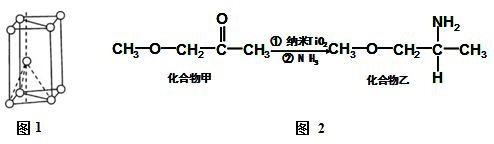 O
NH₂
CH₃—O—CH₂—C—CH₃ ① 纳米TiO₂ CH₃—O—CH₂—C—CH₃
② N H₃
H
化合物甲 化合物乙
图1 图 2